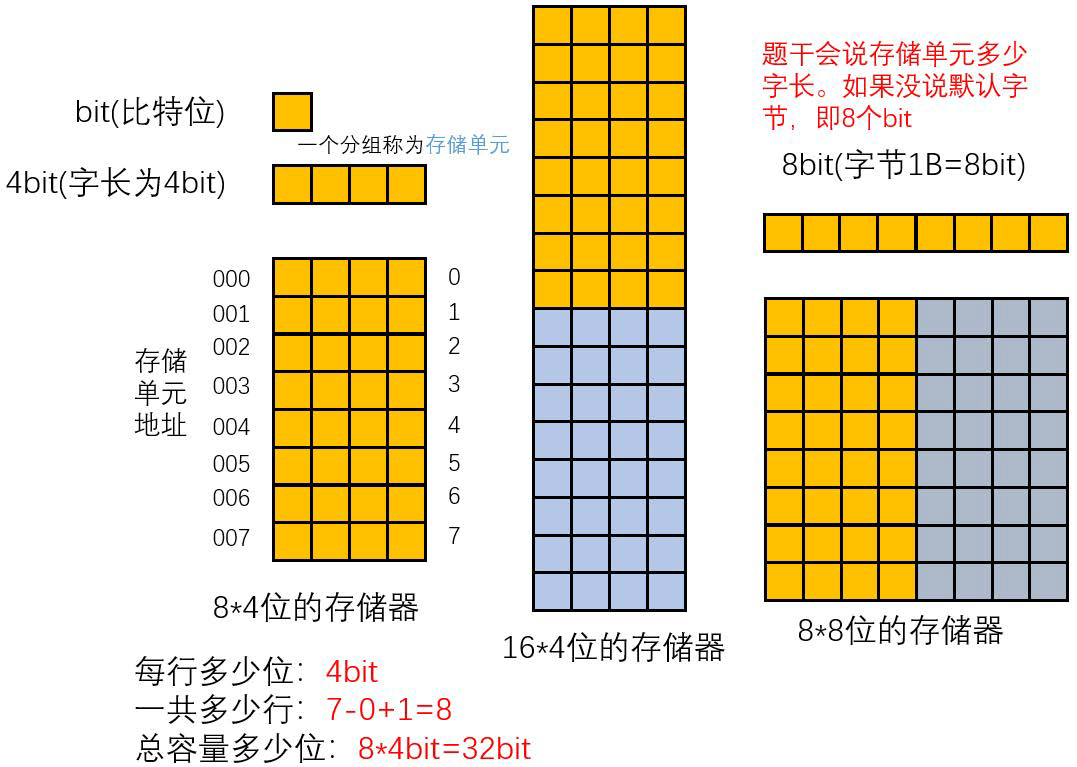 bit(比特位)
一个分组称为存储单元
4bit(字长为4bit)
存储
单元
地址
000
001
002
003
004
005
006
007
0
1
2
3
4
5
6
7
8*4位的存储器
每行多少位：4bit
一共多少行：7-0+1=8
总容量多少位：8*4bit=32bit
16*4位的存储器
题干会说存储单元多少
字长。如果没说默认字
节，即8个bit
8bit(字节1B=8bit)
8*8位的存储器